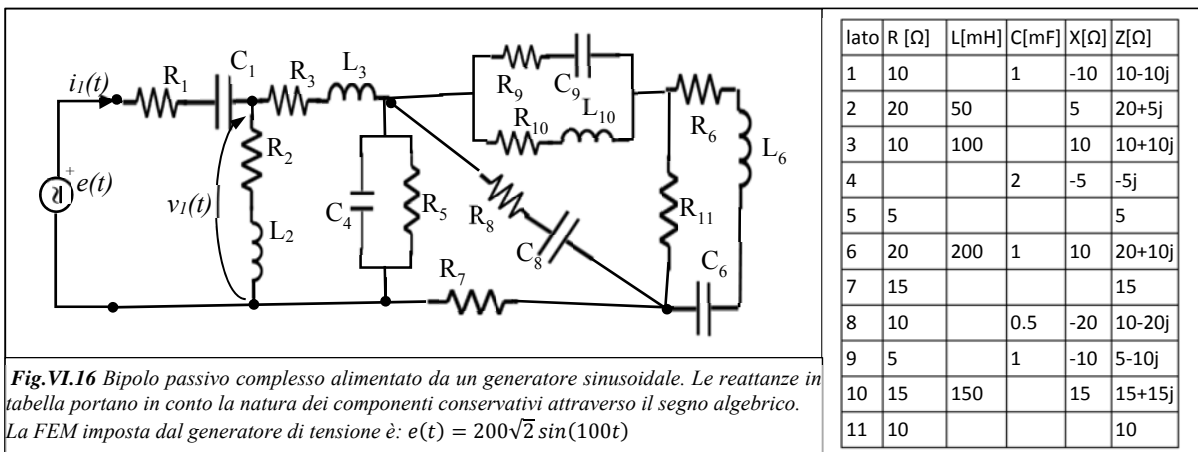 i₁(t)
R₁
C₁
R₃
L₃
R₉
C₉
R₁₀
L₁₀
R₆
L₆
R₂
L₂
v₁(t)
+
e(t)
C₄
R₅
R₈
C₈
R₁₁
C₆
R₇
Fig.VI.16 Bipolo passivo complesso alimentato da un generatore sinusoidale. Le reattanze in
tabella portano in conto la natura dei componenti conservativi attraverso il segno algebrico.
La FEM imposta dal generatore di tensione è: e(t) = 200√2 sin(100t)
lato R [Ω] L[mH] C[mF] X[Ω] Z[Ω]
1 10 1 -10 10-10j
2 20 50 5 20+5j
3 10 100 10 10+10j
4 2 -5 -5j
5 5 5
6 20 200 1 10 20+10j
7 15 15
8 10 0.5 -20 10-20j
9 5 1 -10 5-10j
10 15 150 15 15+15j
11 10 10